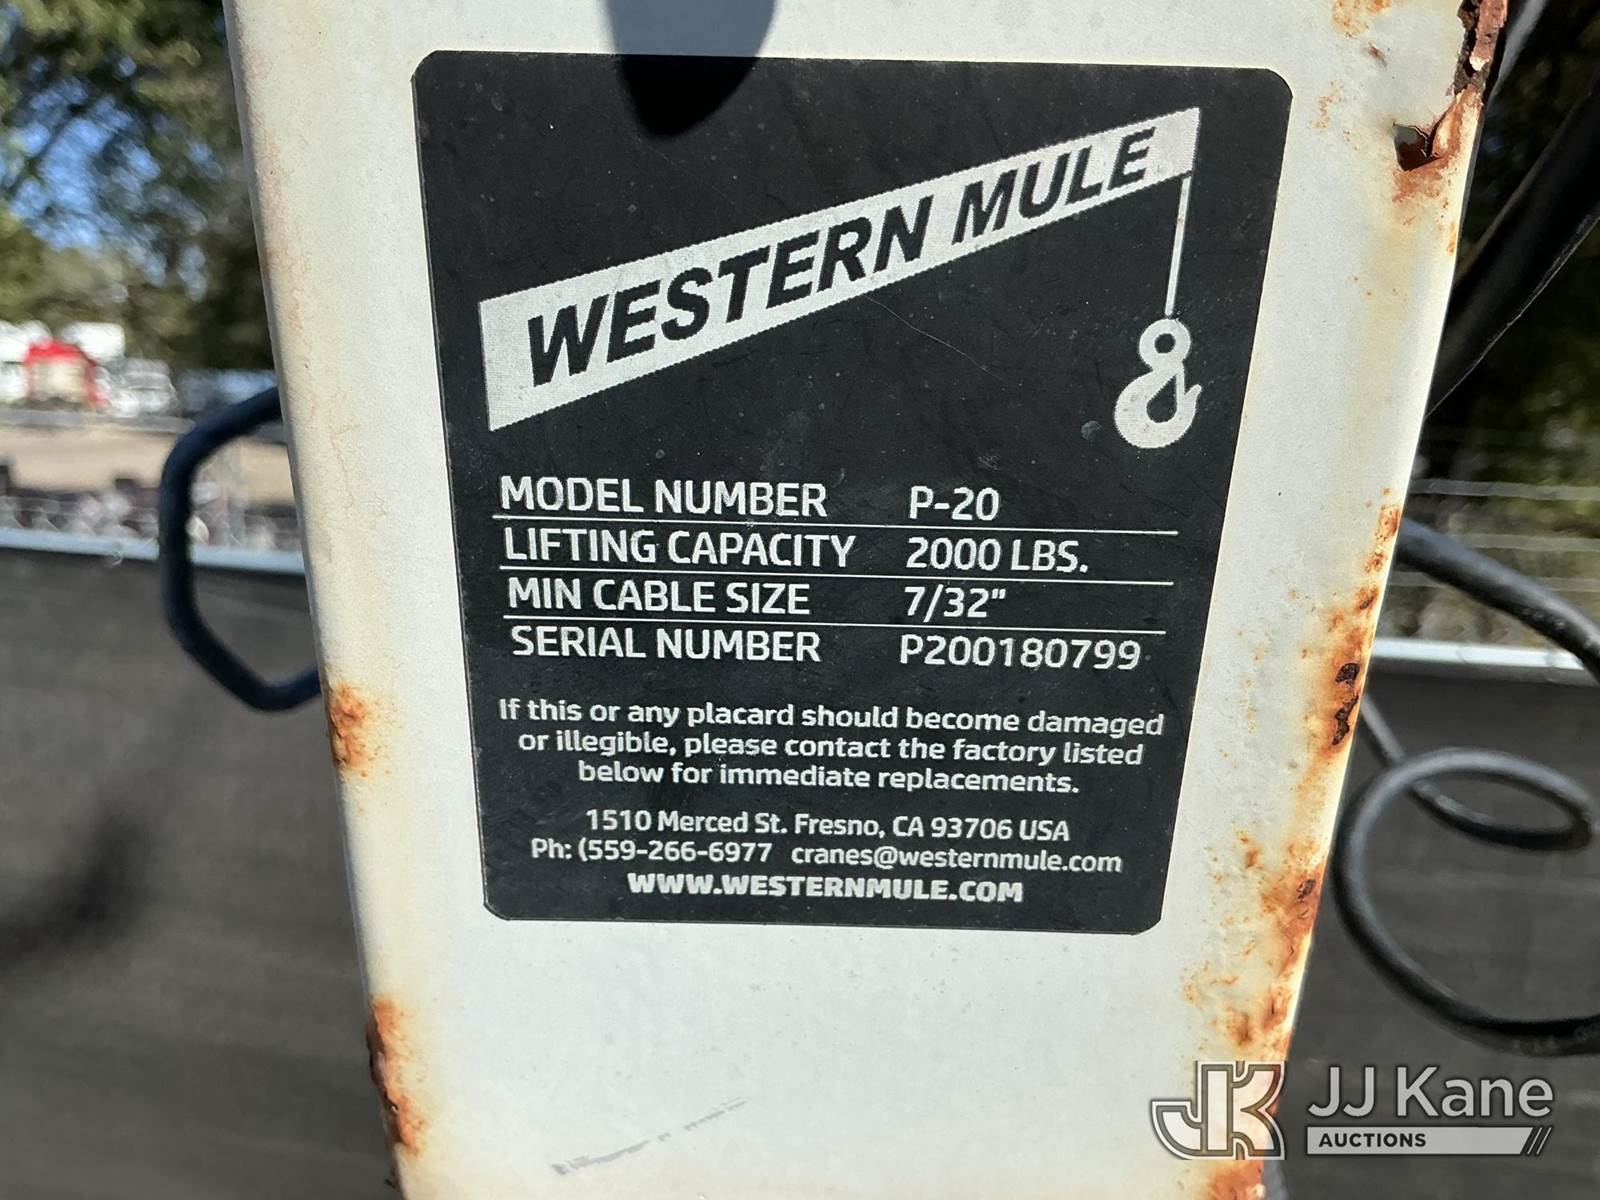 WESTERN MULE
MODEL NUMBER P-20
LIFTING CAPACITY 2000 LBS.
MIN CABLE SIZE 7/32"
SERIAL NUMBER P200180799
If this or any placard should become damaged
or illegible, please contact the factory listed
below for immediate replacements.
1510 Merced St. Fresno, CA 93706 USA
Ph: (559-266-6977 cranes@westernmule.com
WWW.WESTERNMULE.COM
JK JJ Kane
AUCTIONS